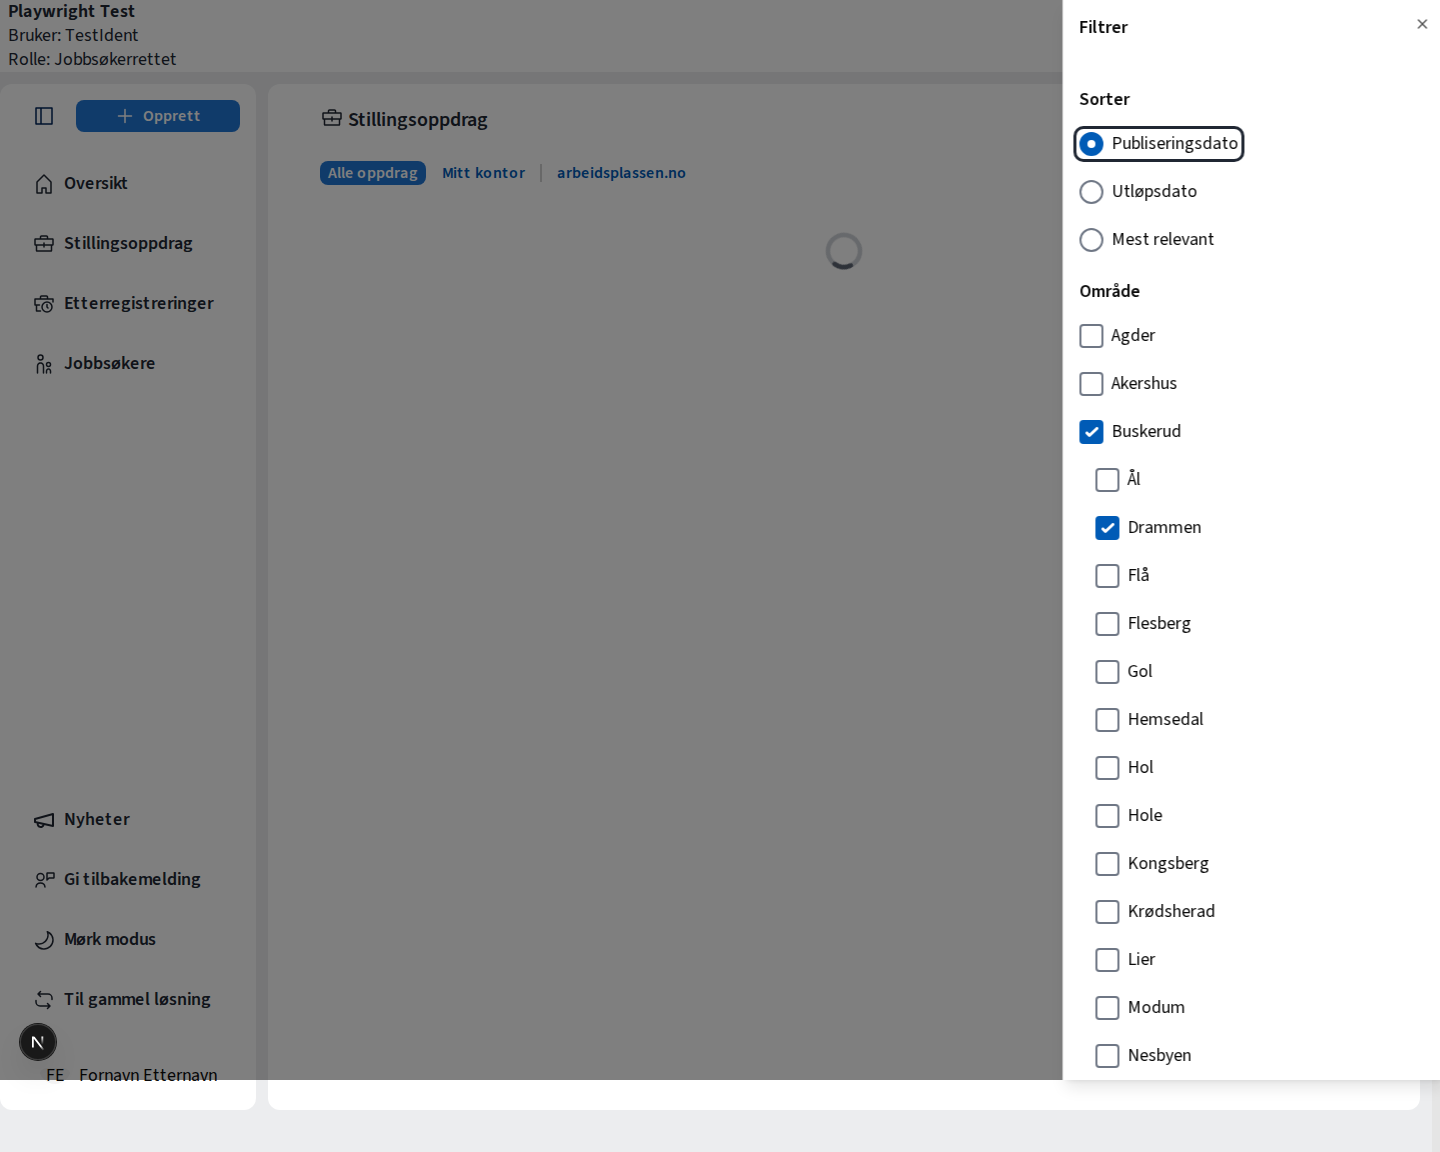 Playwright Test
Bruker: TestIdent
Rolle: Jobbsøkerrettet
Opprett
Oversikt
Stillingsoppdrag
Etterregistreringer
Jobbsøkere
Nyheter
Gi tilbakemelding
Mørk modus
Til gammel løsning
N
FE Fornavn Etternavn
Stillingsoppdrag
Alle oppdrag Mitt kontor arbeidsplassen.no
Filtrer
Sorter
Publiseringsdato
Utløpsdato
Mest relevant
Område
Agder
Akershus
Buskerud
Ål
Drammen
Flå
Flesberg
Gol
Hemsedal
Hol
Hole
Kongsberg
Krødsherad
Lier
Modum
Nesbyen